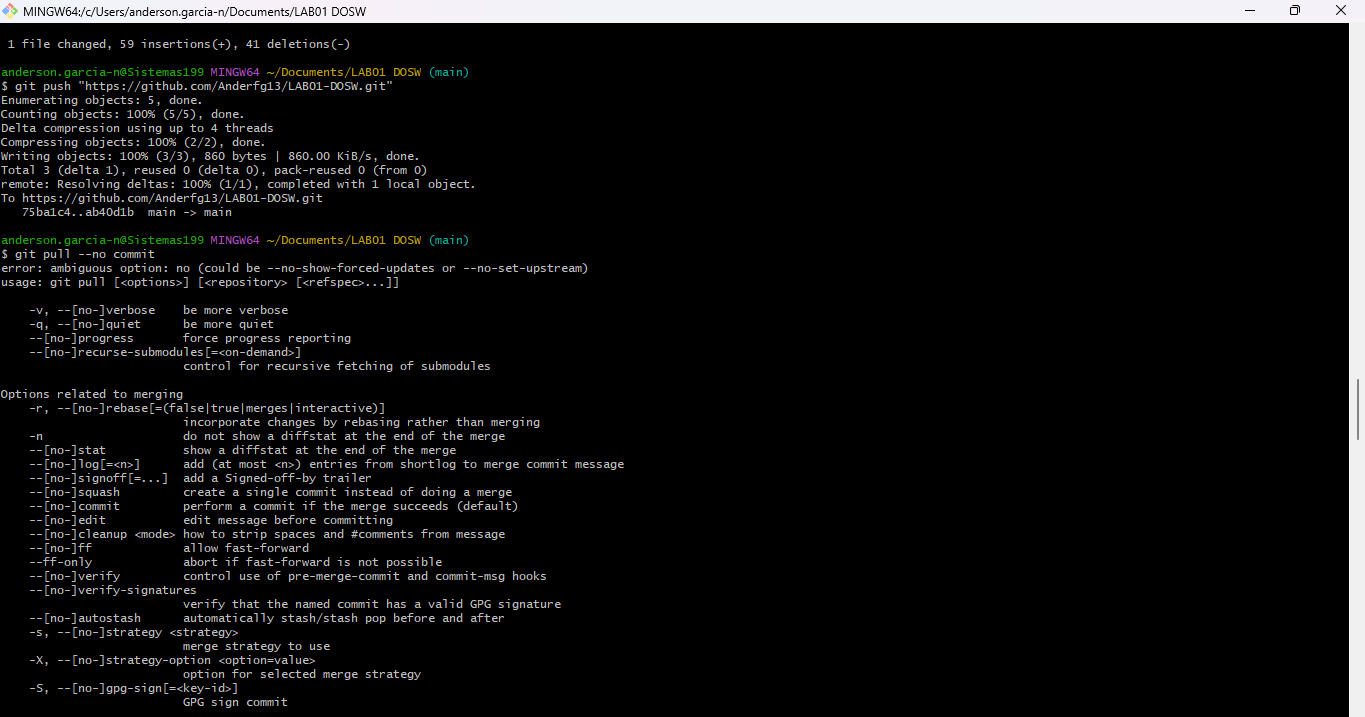 MINGW64:/c/Users/anderson.garcia-n/Documents/LAB01 DOSW
1 file changed, 59 insertions(+), 41 deletions(-)
anderson.garcia-n@Sistemas199 MINGW64 ~/Documents/LAB01 DOSW (main)
$ git push "https://github.com/Anderfg13/LAB01-DOSW.git"
Enumerating objects: 5, done.
Counting objects: 100% (5/5), done.
Delta compression using up to 4 threads
Compressing objects: 100% (2/2), done.
Writing objects: 100% (3/3), 860 bytes | 860.00 KiB/s, done.
Total 3 (delta 1), reused 0 (delta 0), pack-reused 0 (from 0)
remote: Resolving deltas: 100% (1/1), completed with 1 local object.
To https://github.com/Anderfg13/LAB01-DOSW.git
   75ba1c4..ab40d1b  main -> main
anderson.garcia-n@Sistemas199 MINGW64 ~/Documents/LAB01 DOSW (main)
$ git pull --no commit
error: ambiguous option: no (could be --no-show-forced-updates or --no-set-upstream)
usage: git pull [<options>] [<repository> [<refspec>...]]
    -v, --[no-]verbose    be more verbose
    -q, --[no-]quiet      be more quiet
    --[no-]progress       force progress reporting
    --[no-]recurse-submodules[=<on-demand>]
                          control for recursive fetching of submodules
Options related to merging
    -r, --[no-]rebase[=(false|true|merges|interactive)]
                          incorporate changes by rebasing rather than merging
    -n                    do not show a diffstat at the end of the merge
    --[no-]stat           show a diffstat at the end of the merge
    --[no-]log[=<n>]      add (at most <n>) entries from shortlog to merge commit message
    --[no-]signoff[=...]  add a Signed-off-by trailer
    --[no-]squash         create a single commit instead of doing a merge
    --[no-]commit         perform a commit if the merge succeeds (default)
    --[no-]edit           edit message before committing
    --[no-]cleanup <mode> how to strip spaces and #comments from message
    --[no-]ff             allow fast-forward
    --ff-only             abort if fast-forward is not possible
    --[no-]verify         control use of pre-merge-commit and commit-msg hooks
    --[no-]verify-signatures
                          verify that the named commit has a valid GPG signature
    --[no-]autostash      automatically stash/stash pop before and after
    -s, --[no-]strategy <strategy>
                          merge strategy to use
    -X, --[no-]strategy-option <option=value>
                          option for selected merge strategy
    -S, --[no-]gpg-sign[=<key-id>]
                          GPG sign commit